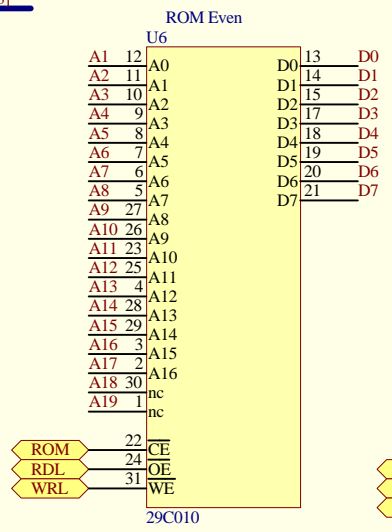 ROM Even
U6
A1 12 A0 D0 13 D0
A2 11 A1 D1 14 D1
A3 10 A2 D2 15 D2
A4 9 A3 D3 17 D3
A5 8 A4 D4 18 D4
A6 7 A5 D5 19 D5
A7 6 A6 D6 20 D6
A8 5 A7 D7 21 D7
A9 27 A8
A10 26 A9
A11 23 A10
A12 25 A11
A13 4 A12
A14 28 A13
A15 29 A14
A16 3 A15
A17 2 A16
A18 30 nc
A19 1 nc
ROM 22 CE
RDL 24 OE
WRL 31 WE
29C010